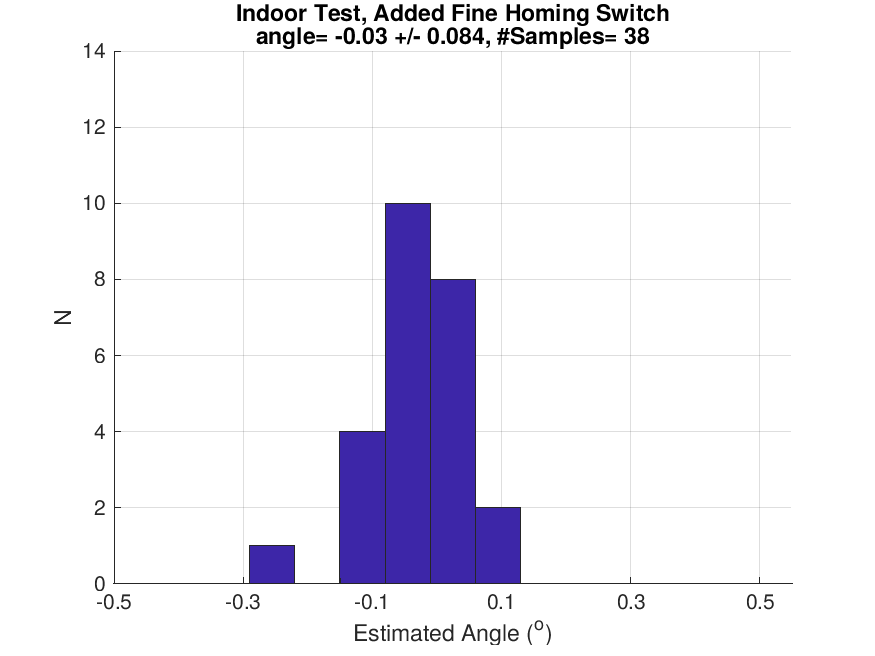 Indoor Test, Added Fine Homing Switch
angle= -0.03 +/- 0.084, #Samples= 38
14
12
10
8
6
4
2
0
N
-0.5 -0.3 -0.1 0.1 0.3 0.5
Estimated Angle (°)